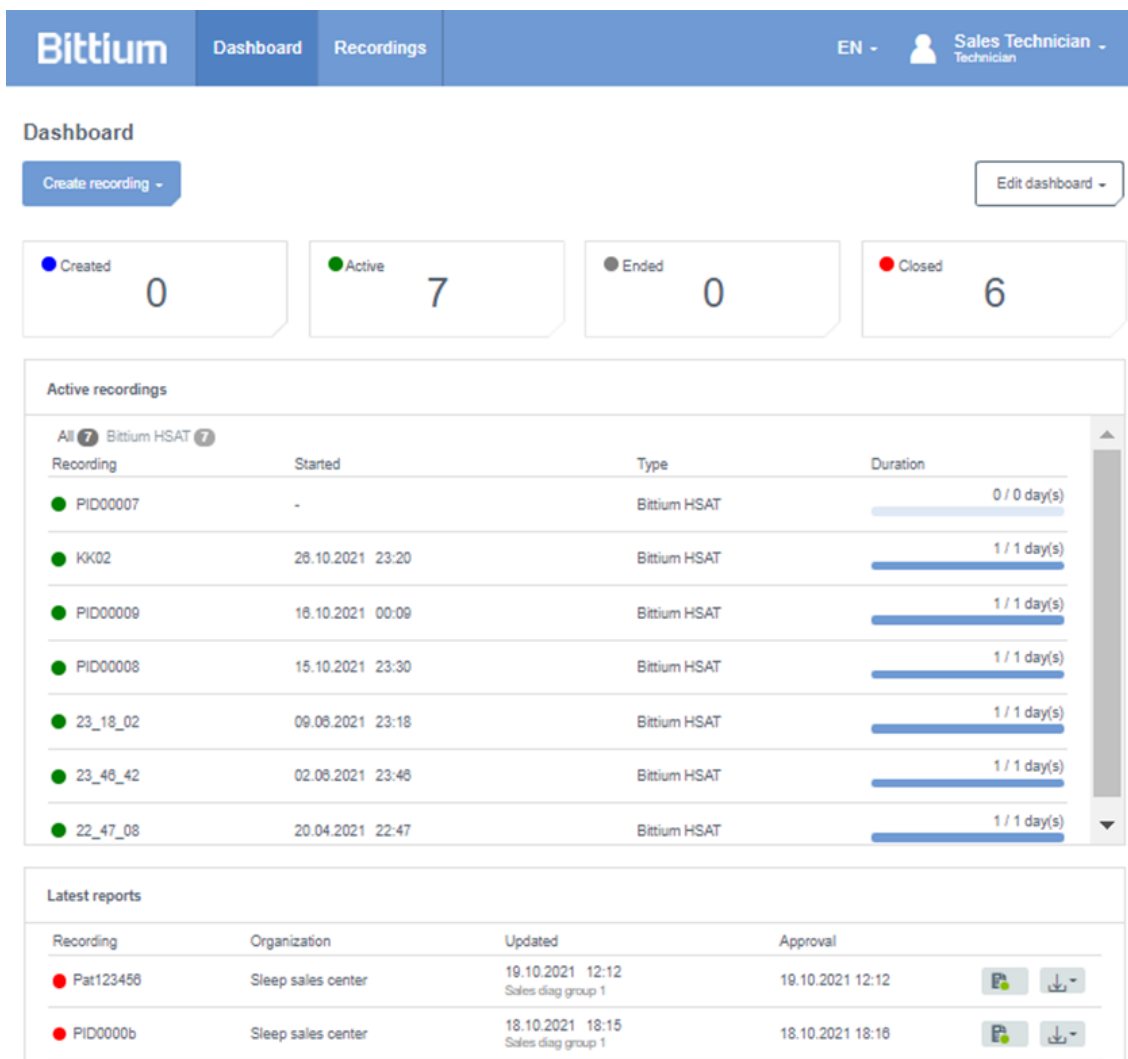 Bittium Dashboard Recordings EN Sales Technician
Technician
Dashboard
Create recording Edit dashboard
Created Active Ended Closed
0 7 0 6
Active recordings
All 7 Bittium HSAT 7
Recording Started Type Duration
PID00007 - Bittium HSAT 0 / 0 day(s)
KK02 26.10.2021 23:20 Bittium HSAT 1 / 1 day(s)
PID00009 16.10.2021 00:09 Bittium HSAT 1 / 1 day(s)
PID00008 15.10.2021 23:30 Bittium HSAT 1 / 1 day(s)
23_18_02 09.06.2021 23:18 Bittium HSAT 1 / 1 day(s)
23_46_42 02.06.2021 23:46 Bittium HSAT 1 / 1 day(s)
22_47_08 20.04.2021 22:47 Bittium HSAT 1 / 1 day(s)
Latest reports
Recording Organization Updated Approval
Pat123456 Sleep sales center 19.10.2021 12:12 19.10.2021 12:12
Sales diag group 1
PID0000b Sleep sales center 18.10.2021 18:15 18.10.2021 18:16
Sales diag group 1